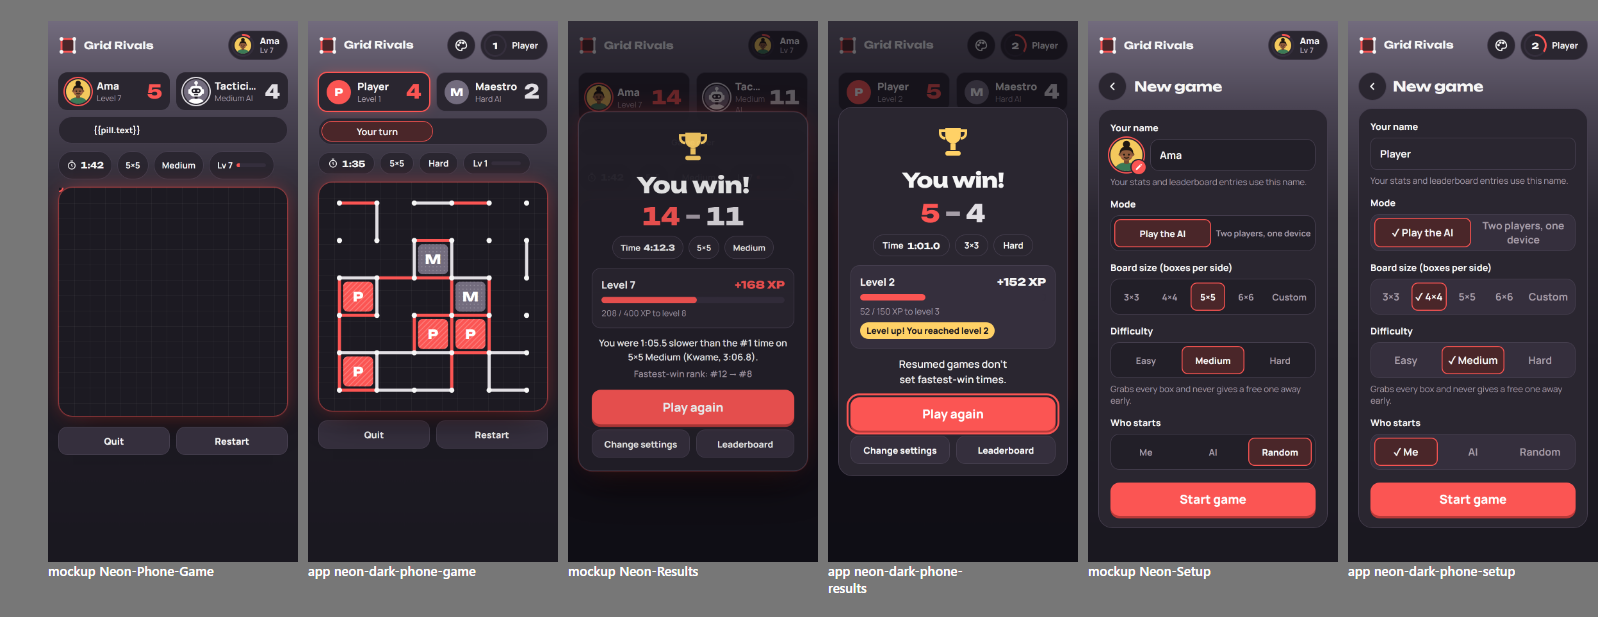 Grid Rivals
Ama
Lv 7
Ama
Level 7
5
Tactici...
Medium AI
4
{{pill.text}}
1:42
5×5
Medium
Lv 7
Quit
Restart
mockup Neon-Phone-Game
Grid Rivals
1
Player
P
Player
Level 1
4
M
Maestro
Hard AI
2
Your turn
1:35
5×5
Hard
Lv 1
M
P
M
P
P
P
Quit
Restart
app neon-dark-phone-game
Grid Rivals
Ama
Lv 7
Ama
Level 7
14
Tac...
Medium
AI
11
You win!
14 – 11
Time 4:12.3
5×5
Medium
Level 7
+168 XP
208 / 400 XP to level 8
You were 1:05.5 slower than the #1 time on
5×5 Medium (Kwame, 3:06.8).
Fastest-win rank: #12 — #8
Play again
Change settings
Leaderboard
mockup Neon-Results
Grid Rivals
2
Player
P
Player
Level 2
5
M
Maestro
Hard AI
4
You win!
5 – 4
Time 1:01.0
3×3
Hard
Level 2
+152 XP
52 / 150 XP to level 3
Level up! You reached level 2
Resumed games don't
set fastest-win times.
Play again
Change settings
Leaderboard
app neon-dark-phone-
results
Grid Rivals
Ama
Lv 7
New game
Your name
Ama
Your stats and leaderboard entries use this name.
Mode
Play the AI
Two players, one device
Board size (boxes per side)
3×3
4×4
5×5
6×6
Custom
Difficulty
Easy
Medium
Hard
Grabs every box and never gives a free one away
early.
Who starts
Me
AI
Random
Start game
mockup Neon-Setup
Grid Rivals
2
Player
New game
Your name
Player
Your stats and leaderboard entries use this name.
Mode
✓ Play the AI
Two players, one
device
Board size (boxes per side)
3×3
✓ 4×4
5×5
6×6
Custom
Difficulty
Easy
✓ Medium
Hard
Grabs every box and never gives a free one away
early.
Who starts
✓ Me
AI
Random
Start game
app neon-dark-phone-setup